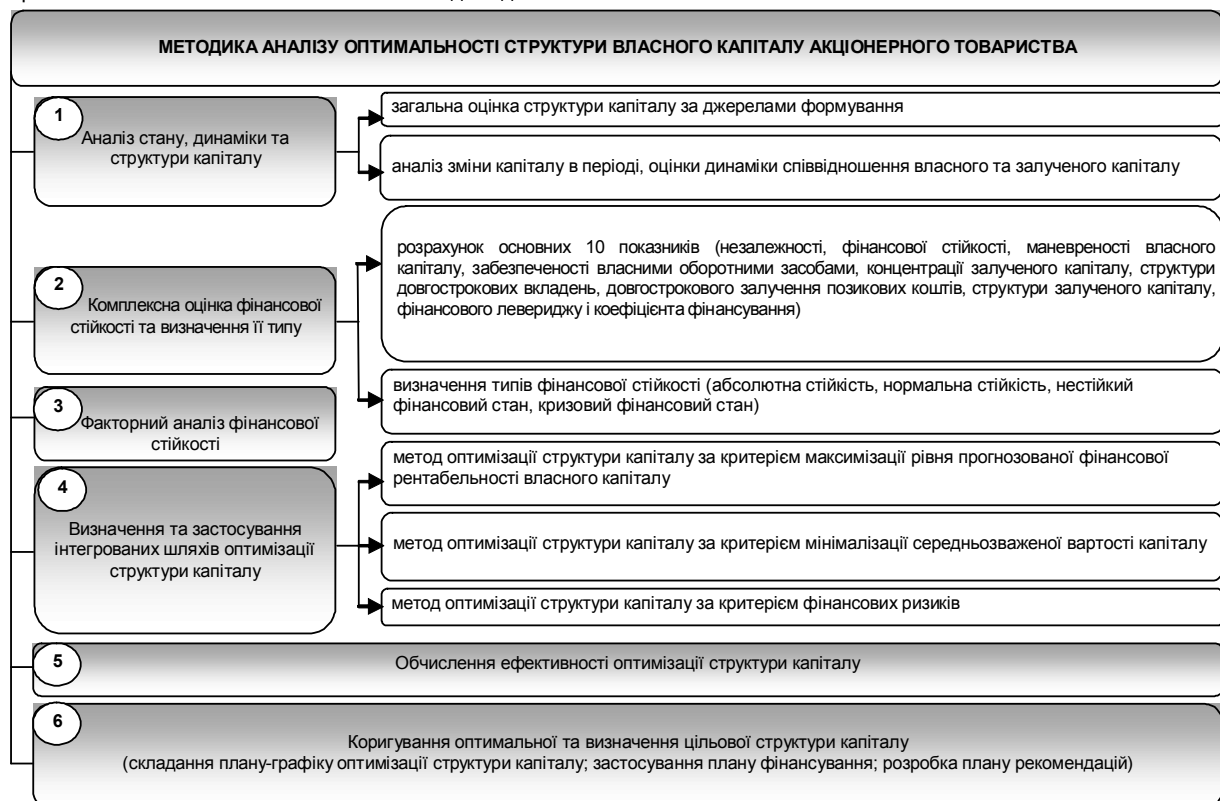 МЕТОДИКА АНАЛІЗУ ОПТИМАЛЬНОСТІ СТРУКТУРИ ВЛАСНОГО КАПІТАЛУ АКЦІОНЕРНОГО ТОВАРИСТВА
1
Аналіз стану, динаміки та
структури капіталу
загальна оцінка структури капіталу за джерелами формування
аналіз зміни капіталу в періоді, оцінки динаміки співвідношення власного та залученого капіталу
2
Комплексна оцінка фінансової
стійкості та визначення її типу
розрахунок основних 10 показників (незалежності, фінансової стійкості, маневреності власного
капіталу, забезпеченості власними оборотними засобами, концентрації залученого капіталу, структури
довгострокових вкладень, довгострокового залучення позикових коштів, структури залученого капіталу,
фінансового левериджу і коефіцієнта фінансування)
визначення типів фінансової стійкості (абсолютна стійкість, нормальна стійкість, нестійкий
фінансовий стан, кризовий фінансовий стан)
3
Факторний аналіз фінансової
стійкості
4
Визначення та застосування
інтегрованих шляхів оптимізації
структури капіталу
метод оптимізації структури капіталу за критерієм максимізації рівня прогнозованої фінансової
рентабельності власного капіталу
метод оптимізації структури капіталу за критерієм мінімалізації середньозваженої вартості капіталу
метод оптимізації структури капіталу за критерієм фінансових ризиків
5
Обчислення ефективності оптимізації структури капіталу
6
Коригування оптимальної та визначення цільової структури капіталу
(складання плану-графіку оптимізації структури капіталу; застосування плану фінансування; розробка плану рекомендацій)